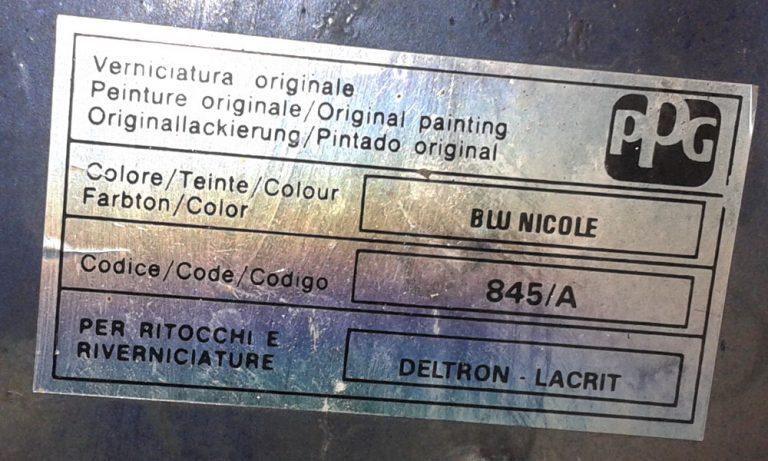 Verniciatura originale
Peinture originale/Original painting
Originallackierung/Pintado original
PPG
Colore/Teinte/Colour
Farbton/Color
BLU NICOLE
Codice/Code/Codigo
845/A
PER RITOCCHI E
RIVERNICIATURE
DELTRON - LACRIT